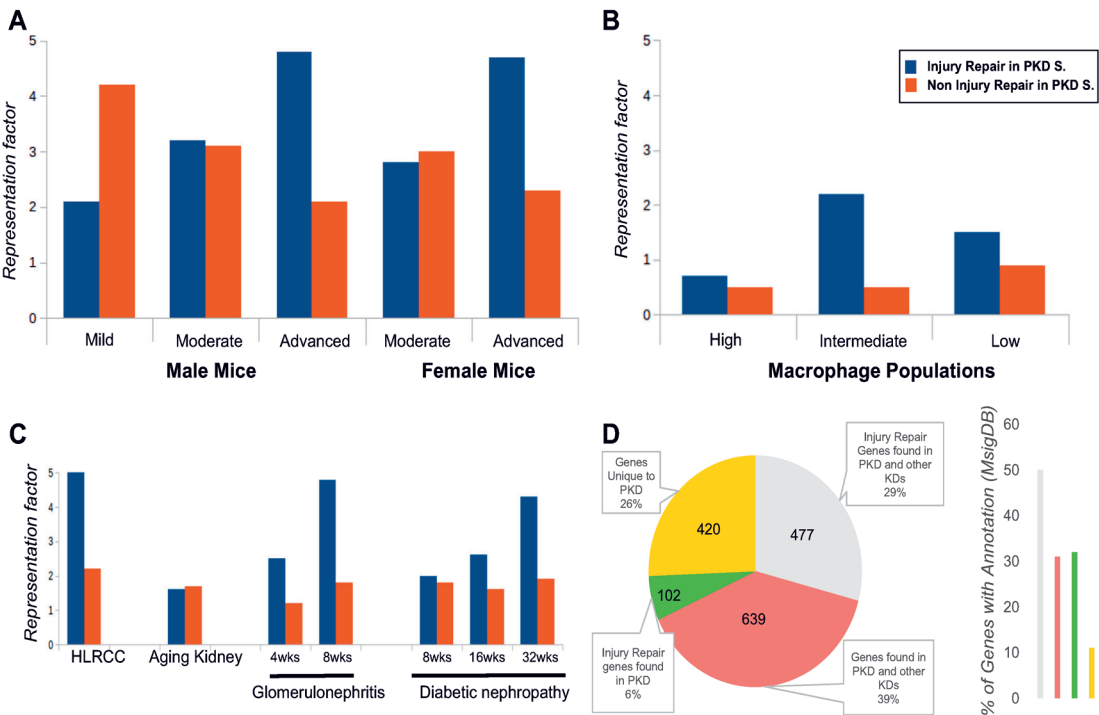 A
5
4
3
2
1
0
Representation factor
Mild
Moderate
Advanced
Moderate
Advanced
Male Mice
Female Mice
B
5
4
3
2
1
0
Representation factor
Injury Repair in PKD S.
Non Injury Repair in PKD S.
High
Intermediate
Low
Macrophage Populations
C
5
4
3
2
1
0
Representation factor
HLRCC
Aging Kidney
4wks
8wks
8wks
16wks
32wks
Glomerulonephritis
Diabetic nephropathy
D
Genes
Unique to
PKD
26%
Injury Repair
Genes found in
PKD and other
KDs
29%
420
477
102
639
Injury Repair
genes found
in PKD
6%
Genes found in
PKD and other
KDs
39%
% of Genes with Annotation (MsigDB)
60
50
40
30
20
10
0